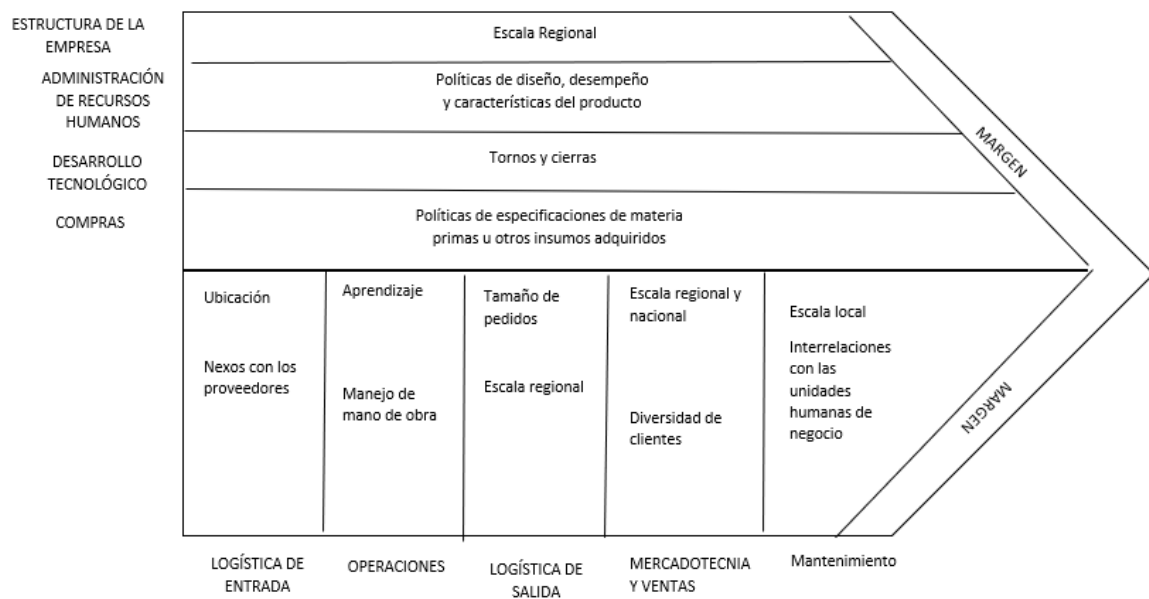 ESTRUCTURA DE LA
EMPRESA
Escala Regional
ADMINISTRACIÓN
DE RECURSOS
HUMANOS
Políticas de diseño, desempeño
y características del producto
DESARROLLO
TECNOLÓGICO
Tornos y cierras
COMPRAS
Políticas de especificaciones de materia
primas u otros insumos adquiridos
MARGEN
Ubicación
Nexos con los
proveedores
Aprendizaje
Manejo de
mano de obra
Tamaño de
pedidos
Escala regional
Escala regional y
nacional
Diversidad de
clientes
Escala local
Interrelaciones
con las
unidades
humanas de
negocio
MARGEN
LOGÍSTICA DE
ENTRADA
OPERACIONES
LOGÍSTICA DE
SALIDA
MERCADOTECNIA
Y VENTAS
Mantenimiento